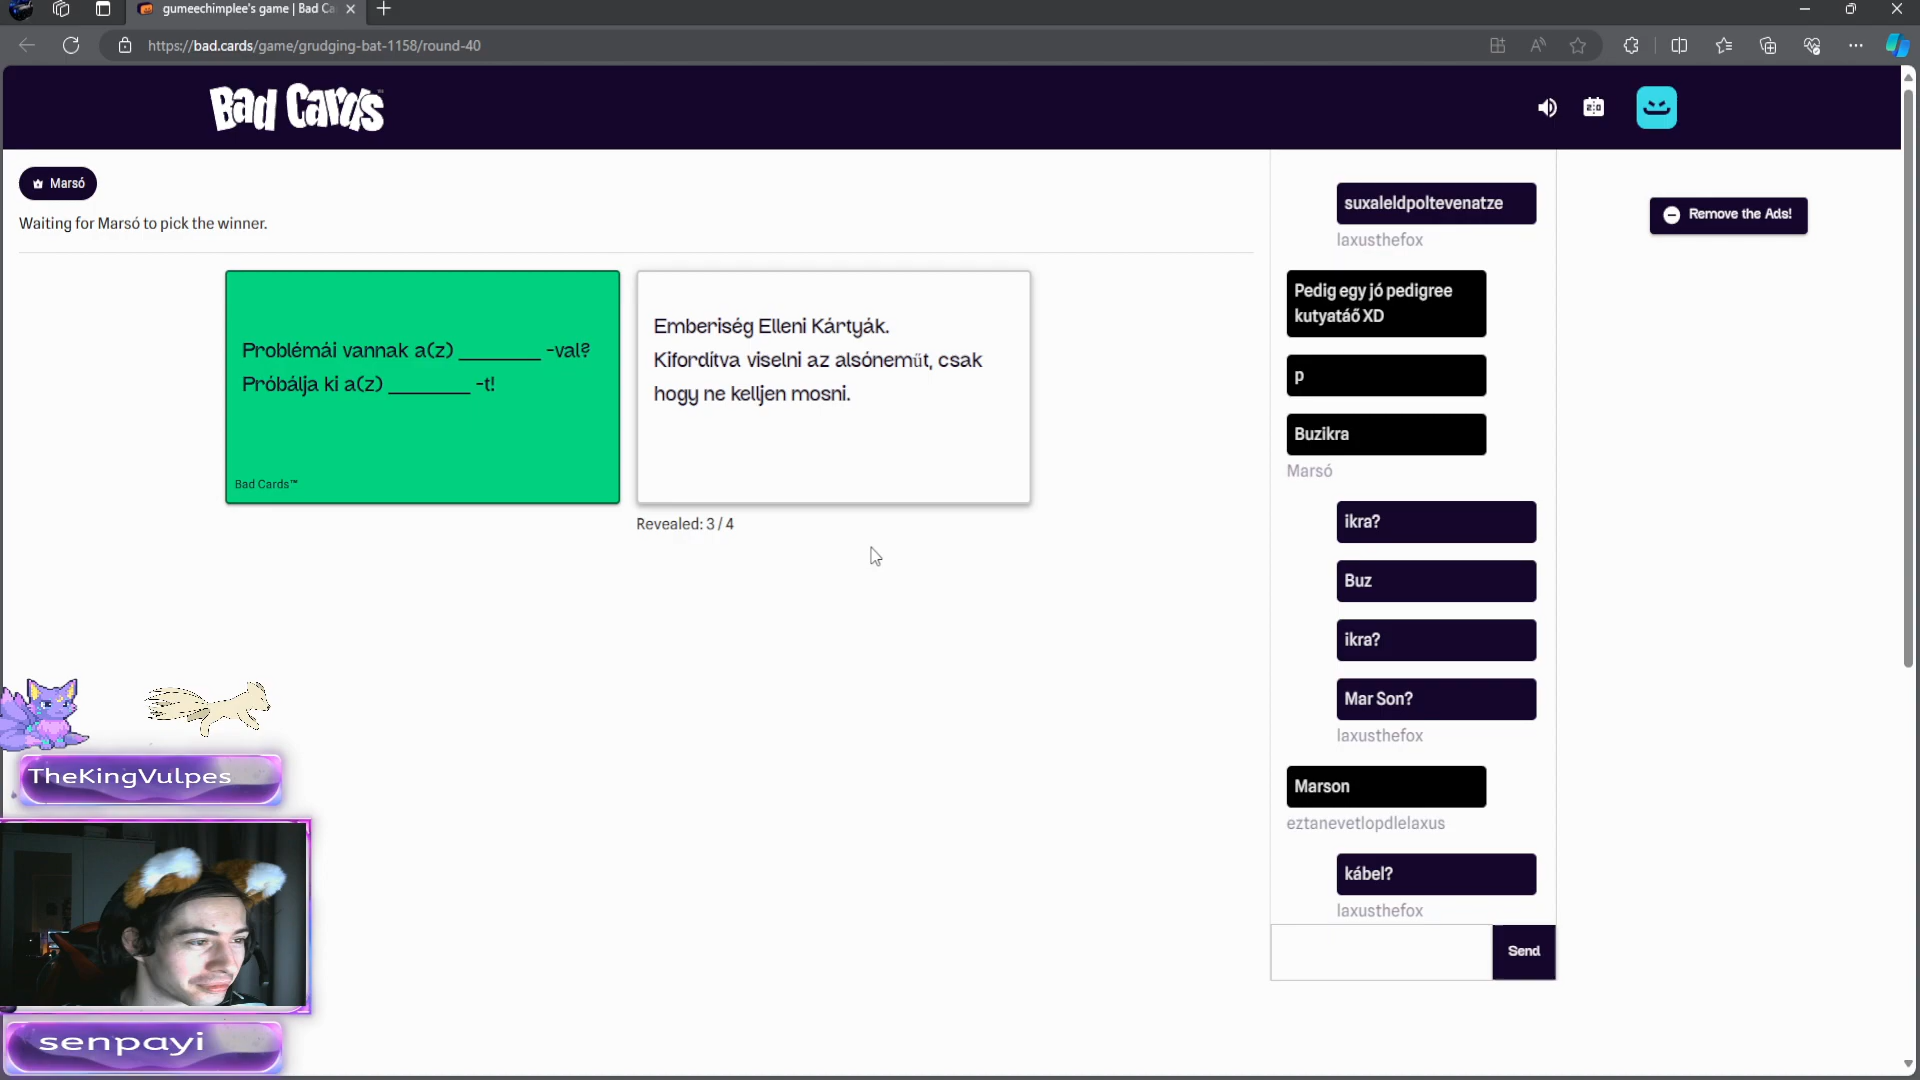 gumeechimplee's game | Bad Ca
https://bad.cards/game/grudging-bat-1158/round-40
Bad Cards
2:0
Marsó
Waiting for Marsó to pick the winner.
Problémái vannak a(z) ________ -val?
Próbálja ki a(z) ________ -t!
Bad Cards™
Emberiség Elleni Kártyák.
Kifordítva viselni az alsóneműt, csak
hogy ne kelljen mosni.
Revealed: 3 / 4
suxaleldpoltevenatze
laxusthefox
Pedig egy jó pedigree
kutyatáő XD
p
Buzikra
Marsó
ikra?
Buz
ikra?
Mar Son?
laxusthefox
Marson
eztanevetlopdlelaxus
kábel?
laxusthefox
Send
Remove the Ads!
TheKingVulpes
senpayi